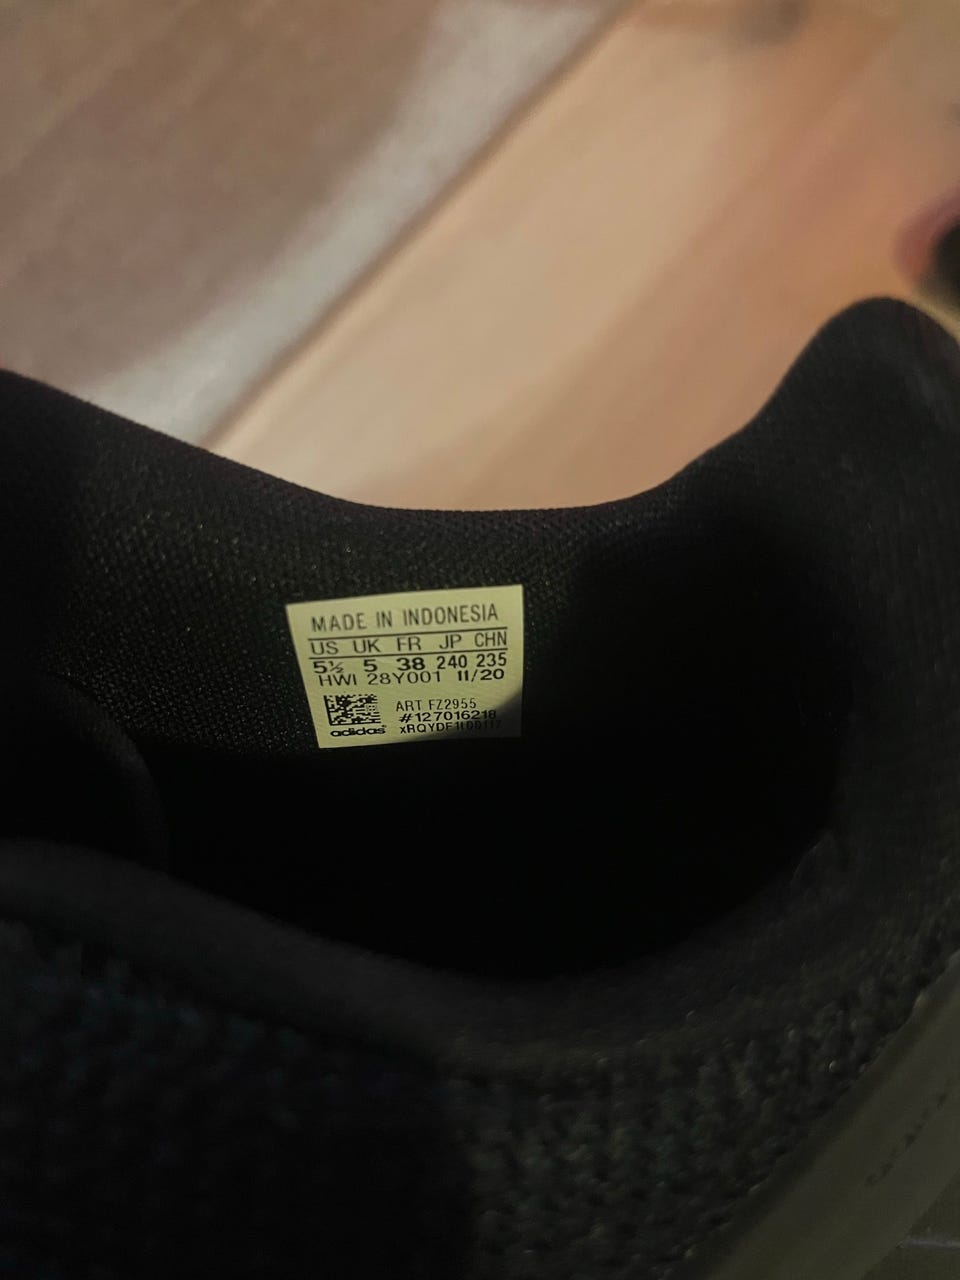 MADE IN INDONESIA
US UK FR JP CHN
5½ 5 38 240 235
HWI 28Y001 11/20
ART FZ2955
#127016218
adidas